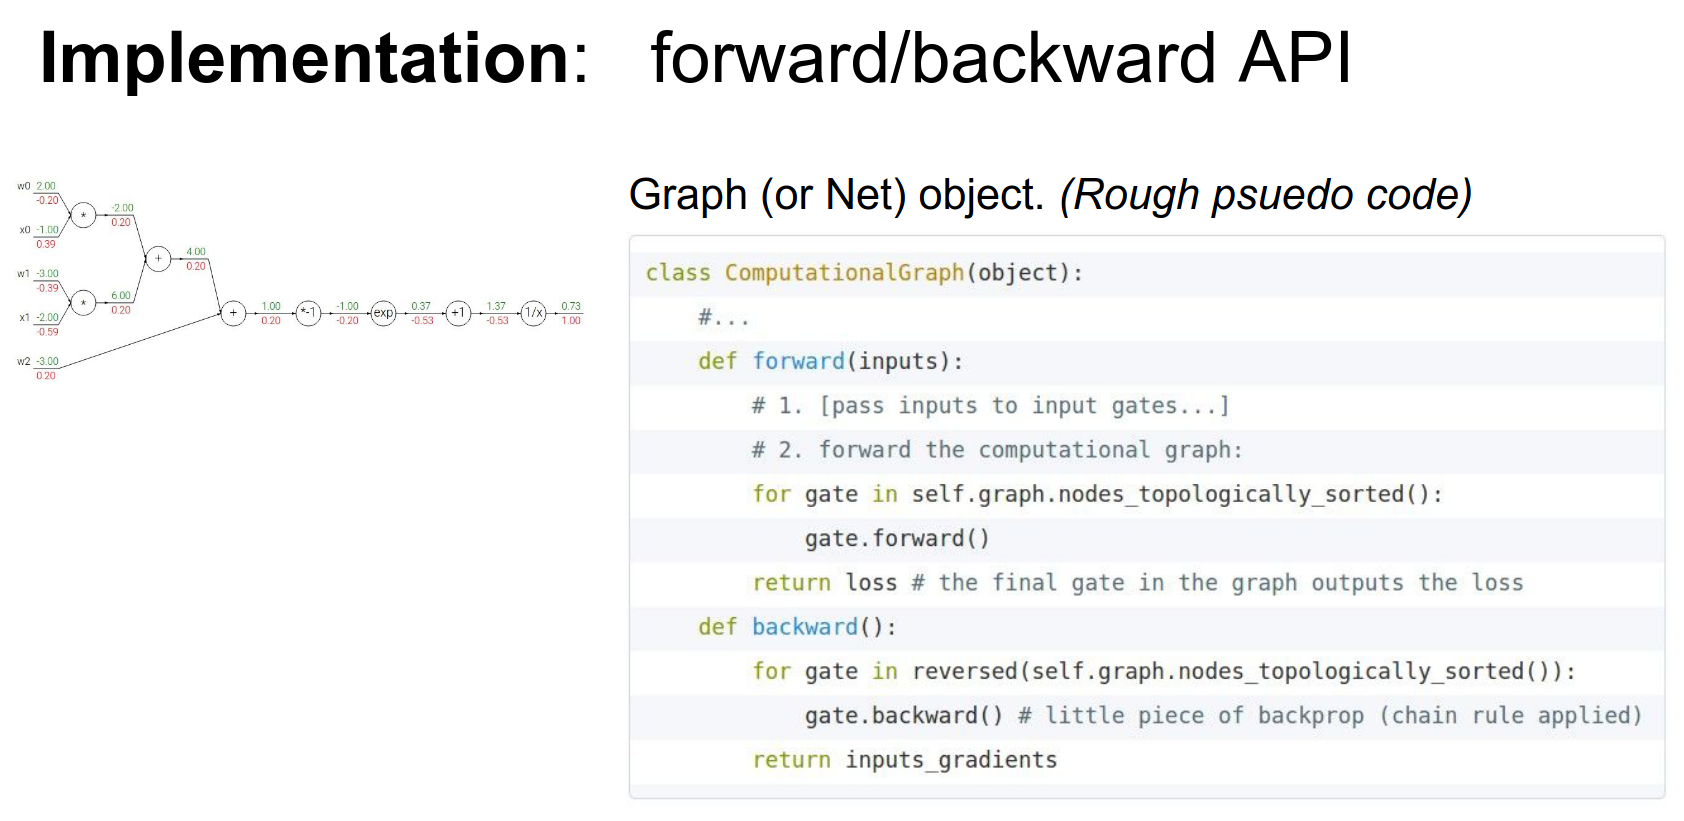 Implementation: forward/backward API
Graph (or Net) object. (Rough psuedo code)
w0 2.00
-0.20
x0 -1.00
0.39
w1 -3.00
-0.39
x1 -2.00
-0.59
w2 -3.00
0.20
*
-2.00
0.20
*
6.00
0.20
+
4.00
0.20
+
1.00
0.20
*-1
-1.00
-0.20
exp
0.37
-0.53
+1
1.37
-0.53
1/x
0.73
1.00
class ComputationalGraph(object):
#...
def forward(inputs):
# 1. [pass inputs to input gates...]
# 2. forward the computational graph:
for gate in self.graph.nodes_topologically_sorted():
gate.forward()
return loss # the final gate in the graph outputs the loss
def backward():
for gate in reversed(self.graph.nodes_topologically_sorted()):
gate.backward() # little piece of backprop (chain rule applied)
return inputs_gradients